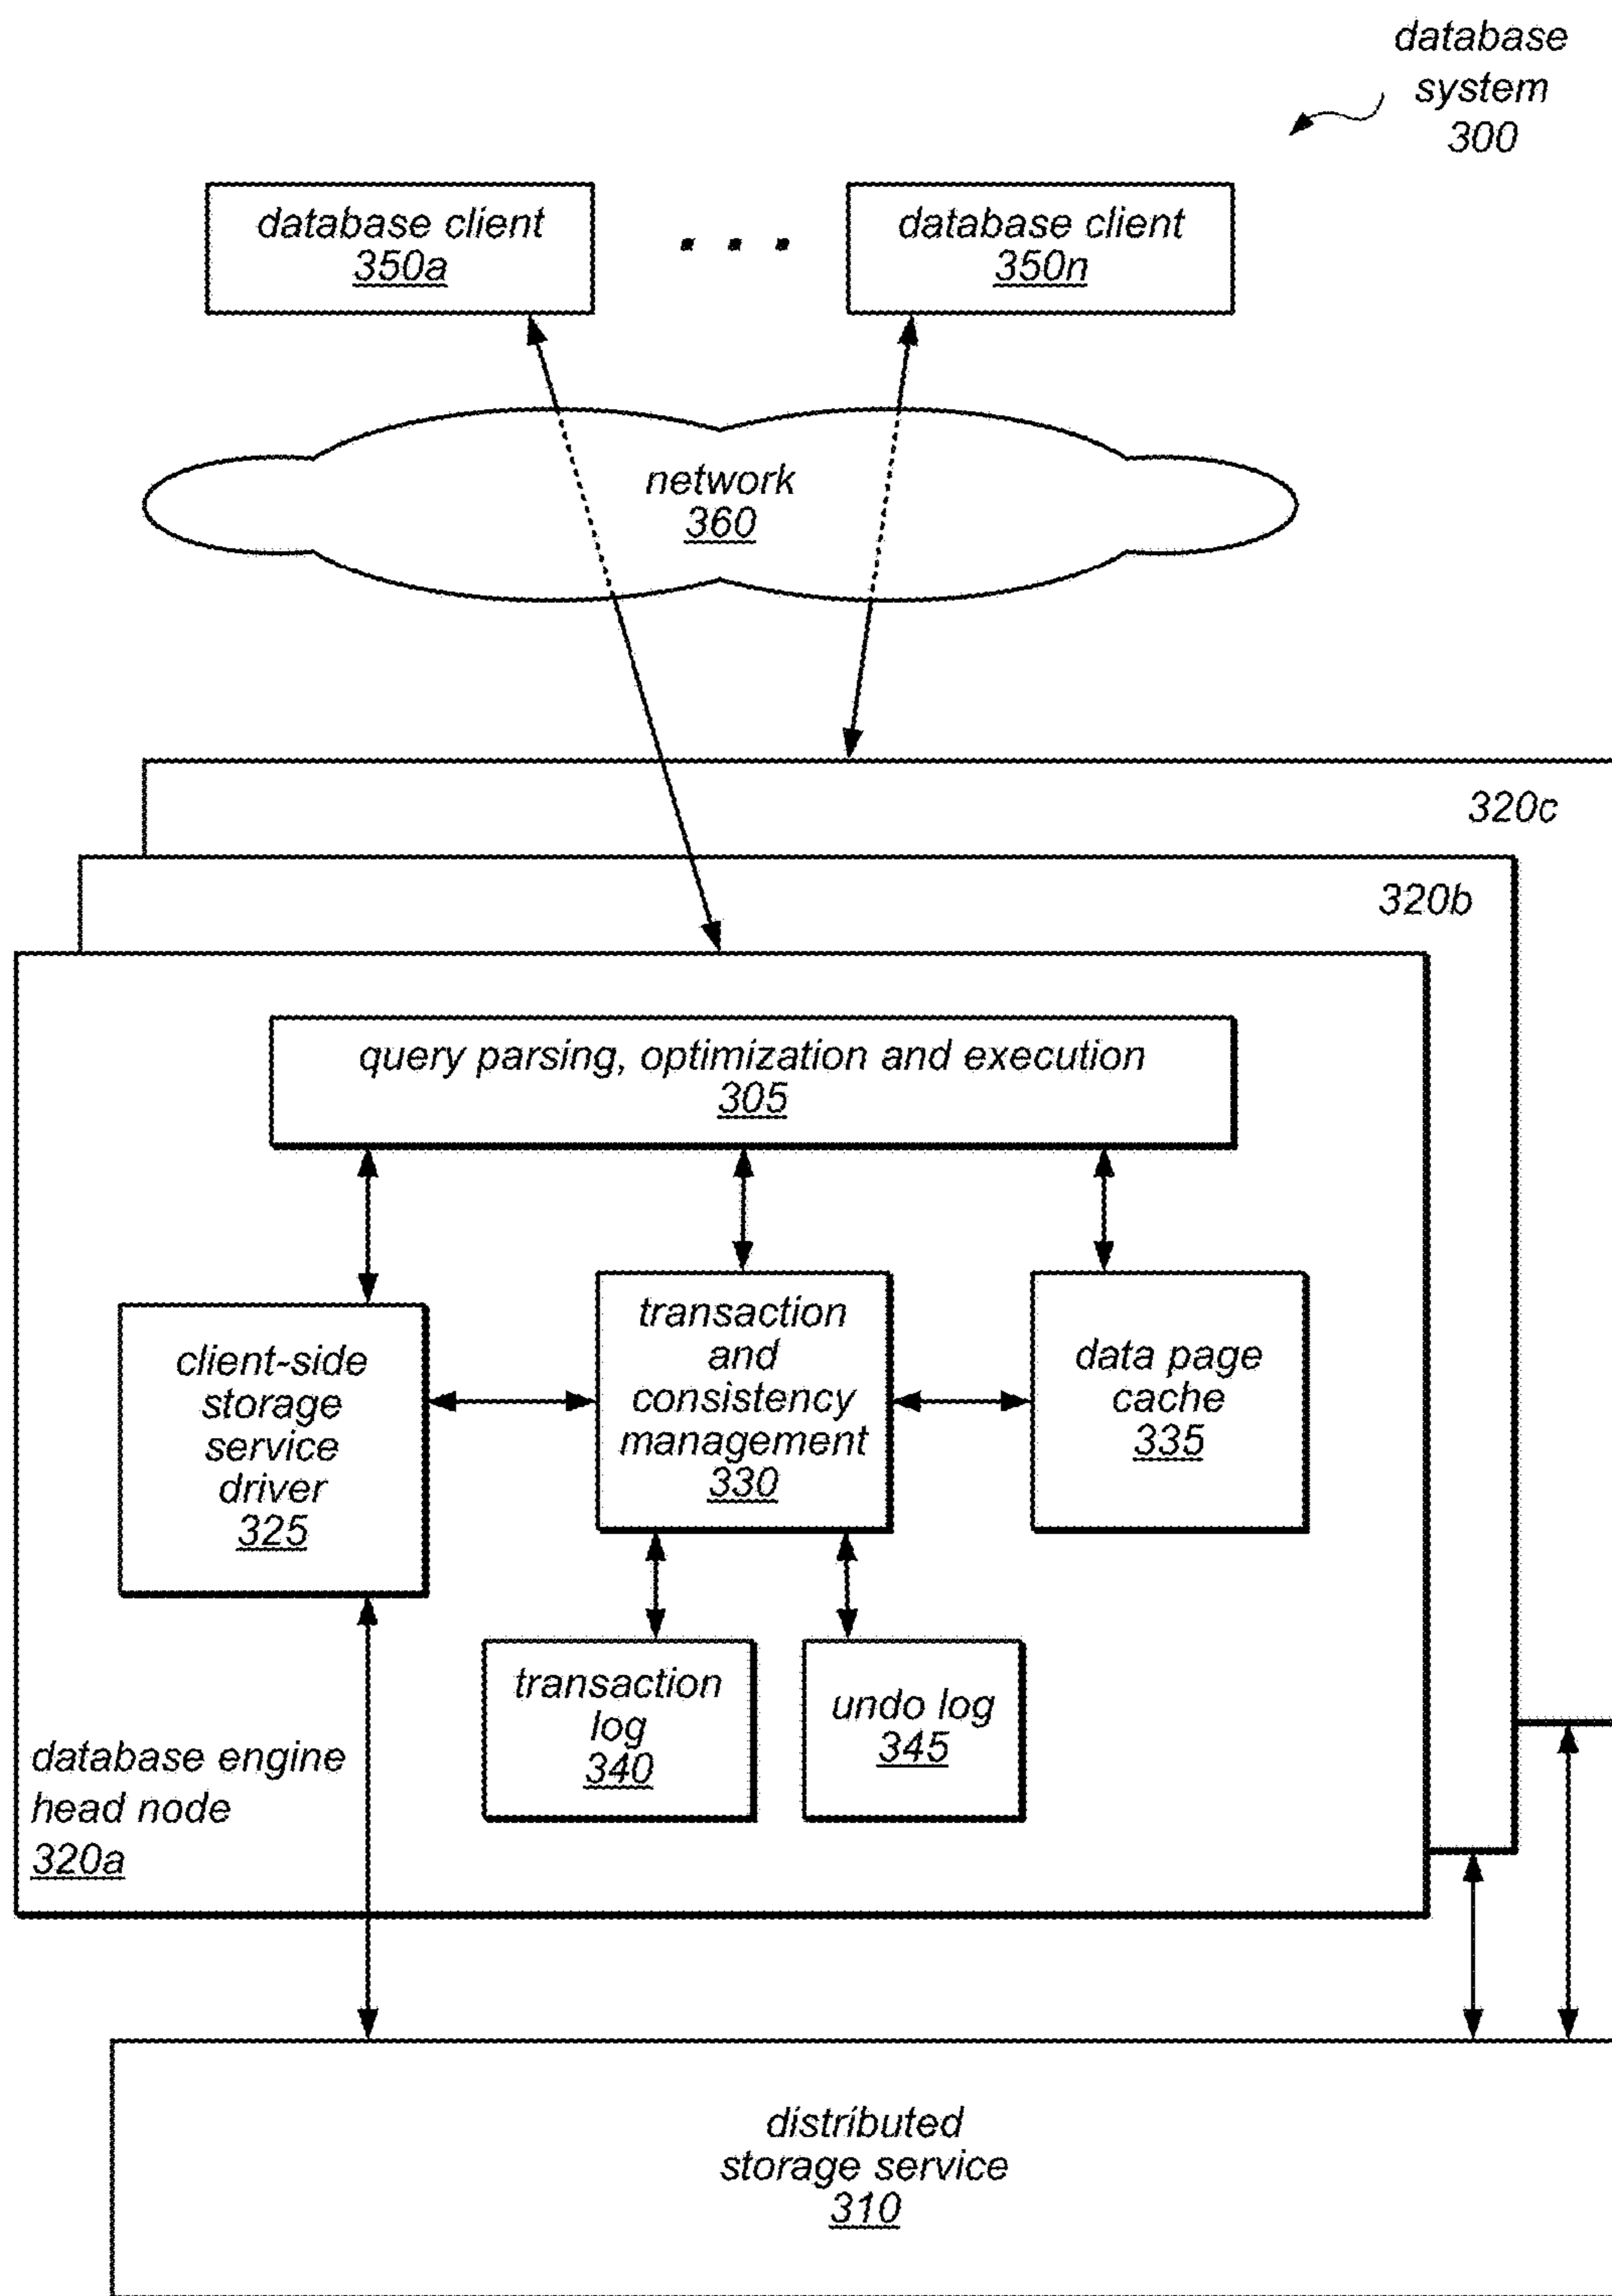 database
system
300
database client
350a
. . .
database client
350n
network
360
320c
320b
query parsing, optimization and execution
305
client-side
storage
service
driver
325
transaction
and
consistency
management
330
data page
cache
335
transaction
log
340
undo log
345
database engine
head node
320a
distributed
storage service
310